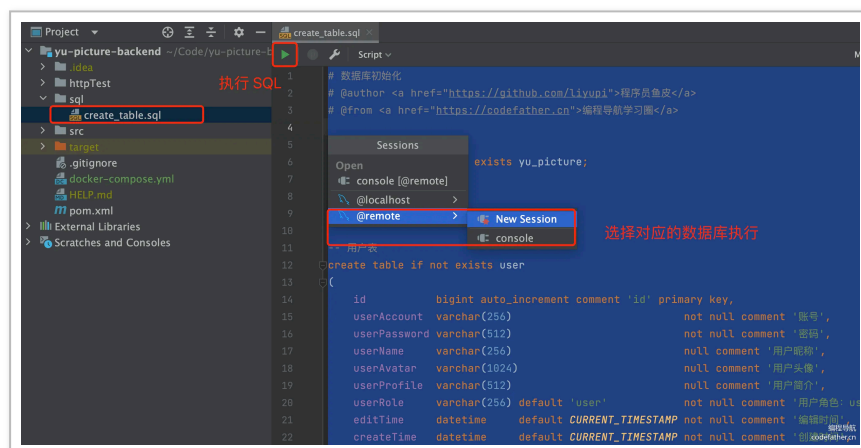 Project
create_table.sql
yu-picture-backend ~/Code/yu-picture-b
Script
M
.idea
httpTest
sql
create_table.sql
src
target
.gitignore
docker-compose.yml
HELP.md
pom.xml
External Libraries
Scratches and Consoles
执行 SQL
1 # 数据库初始化
2 # @author <a href="https://github.com/liyupi">程序员鱼皮</a>
3 # @from <a href="https://codefather.cn">编程导航学习圈</a>
4
5
6 exists yu_picture;
7
8
9
10
11 -- 用户表
12 create table if not exists user
13 (
14 id bigint auto_increment comment 'id' primary key,
15 userAccount varchar(256) not null comment '账号',
16 userPassword varchar(512) not null comment '密码',
17 userName varchar(256) null comment '用户昵称',
18 userAvatar varchar(1024) null comment '用户头像',
19 userProfile varchar(512) null comment '用户简介',
20 userRole varchar(256) default 'user' not null comment '用户角色: us
21 editTime datetime default CURRENT_TIMESTAMP not null comment '编辑时间',
22 createTime datetime default CURRENT_TIMESTAMP not null comment '创建
Sessions
Open
console [@remote]
@localhost
@remote
New Session
console
选择对应的数据库执行
编程导航
codefather.cn